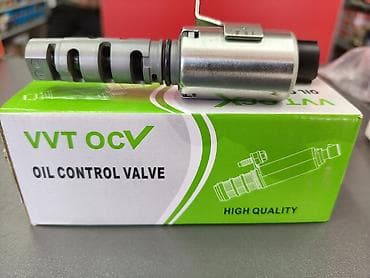 VVT OCV
OIL CONTROL VALVE
HIGH QUALITY